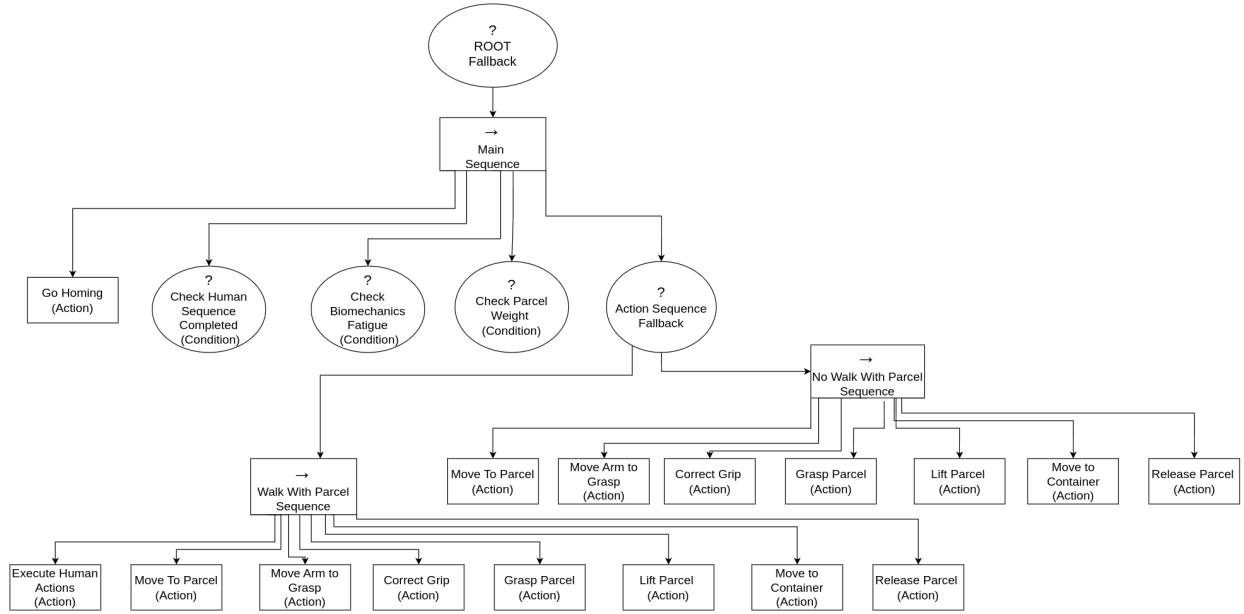 ?
ROOT
Fallback
→
Main
Sequence
Go Homing
(Action)
?
Check Human
Sequence
Completed
(Condition)
?
Check
Biomechanics
Fatigue
(Condition)
?
Check Parcel
Weight
(Condition)
?
Action Sequence
Fallback
→
No Walk With Parcel
Sequence
Move To Parcel
(Action)
Move Arm to
Grasp
(Action)
Correct Grip
(Action)
Grasp Parcel
(Action)
Lift Parcel
(Action)
Move to
Container
(Action)
Release Parcel
(Action)
→
Walk With Parcel
Sequence
Execute Human
Actions
(Action)
Move To Parcel
(Action)
Move Arm to
Grasp
(Action)
Correct Grip
(Action)
Grasp Parcel
(Action)
Lift Parcel
(Action)
Move to
Container
(Action)
Release Parcel
(Action)